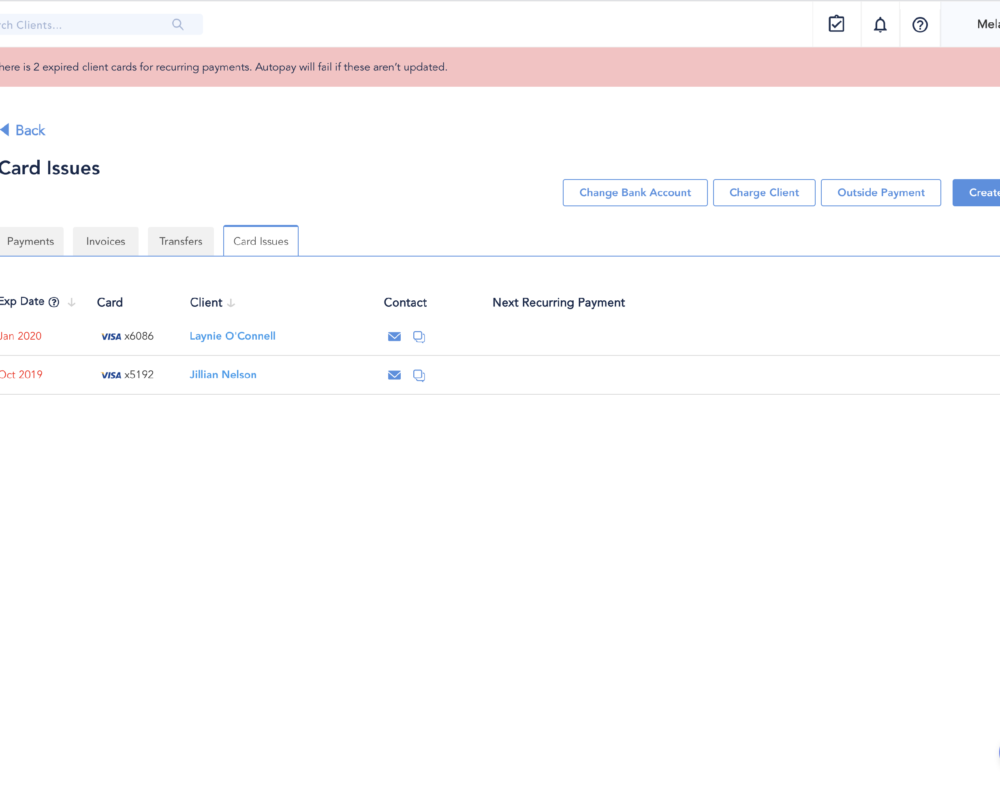 rch Clients...
Mela
here is 2 expired client cards for recurring payments. Autopay will fail if these aren't updated.
Back
Card Issues
Change Bank Account Charge Client Outside Payment Create
Payments Invoices Transfers Card Issues
Exp Date Card Client Contact Next Recurring Payment
Jan 2020 VISA x6086 Laynie O'Connell
Oct 2019 VISA x5192 Jillian Nelson